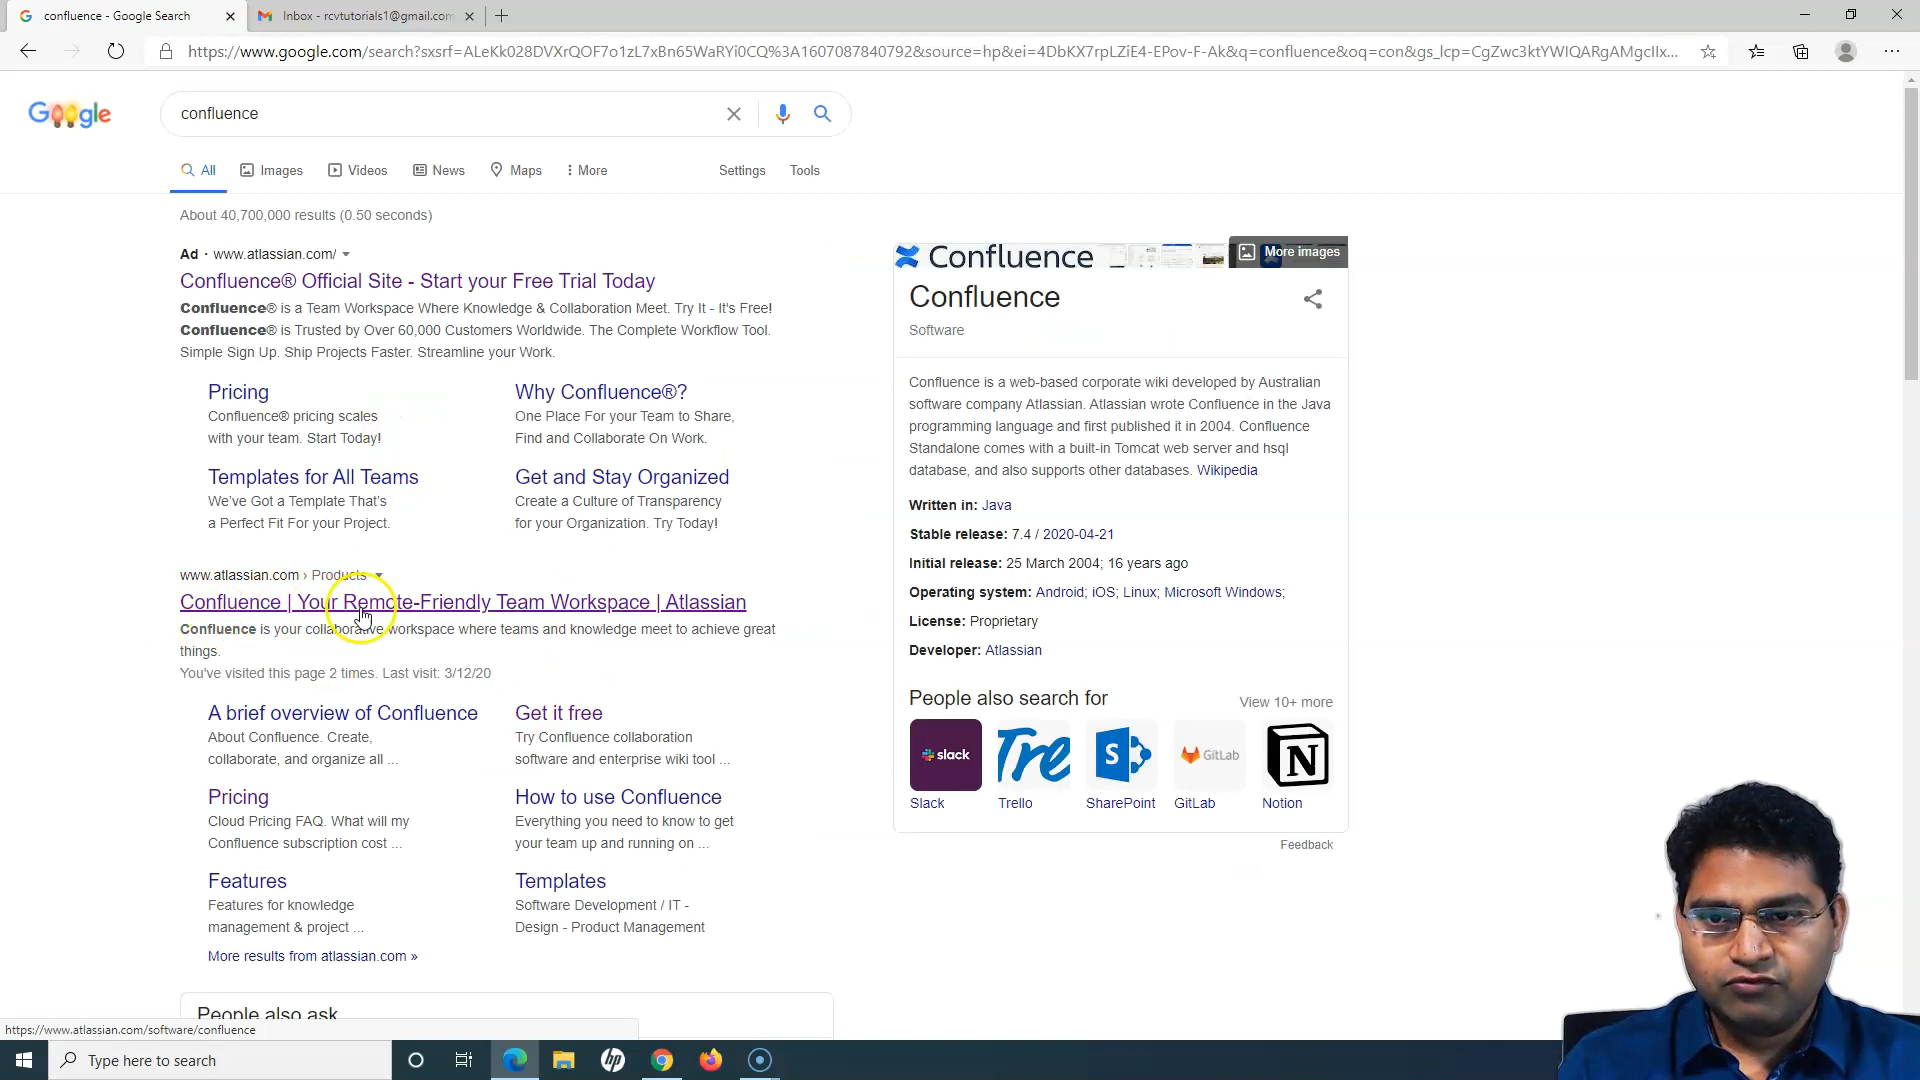 confluence - Google Search
Inbox - rcvtutorials1@gmail.com
https://www.google.com/search?sxsrf=ALeKk028DVXrQOF7o1zL7xBn65WaRYi0CQ%3A1607087840792&source=hp&ei=4DbKX7rpLZiE4-EPov-F-Ak&q=confluence&oq=con&gs_lcp=CgZwc3ktYWIQARgAMgcIIx...
Google
confluence
All
Images
Videos
News
Maps
More
Settings
Tools
About 40,700,000 results (0.50 seconds)
Ad · www.atlassian.com/
Confluence® Official Site - Start your Free Trial Today
Confluence® is a Team Workspace Where Knowledge & Collaboration Meet. Try It - It's Free!
Confluence® is Trusted by Over 60,000 Customers Worldwide. The Complete Workflow Tool.
Simple Sign Up. Ship Projects Faster. Streamline your Work.
Pricing
Confluence® pricing scales
with your team. Start Today!
Why Confluence®?
One Place For your Team to Share,
Find and Collaborate On Work.
Templates for All Teams
We've Got a Template That's
a Perfect Fit For your Project.
Get and Stay Organized
Create a Culture of Transparency
for your Organization. Try Today!
www.atlassian.com › Products
Confluence | Your Remote-Friendly Team Workspace | Atlassian
Confluence is your collaborative workspace where teams and knowledge meet to achieve great
things.
You've visited this page 2 times. Last visit: 3/12/20
A brief overview of Confluence
About Confluence. Create,
collaborate, and organize all ...
Get it free
Try Confluence collaboration
software and enterprise wiki tool ...
Pricing
Cloud Pricing FAQ. What will my
Confluence subscription cost ...
How to use Confluence
Everything you need to know to get
your team up and running on ...
Features
Features for knowledge
management & project ...
Templates
Software Development / IT -
Design - Product Management
More results from atlassian.com »
People also ask
Confluence
More images
Confluence
Software
Confluence is a web-based corporate wiki developed by Australian
software company Atlassian. Atlassian wrote Confluence in the Java
programming language and first published it in 2004. Confluence
Standalone comes with a built-in Tomcat web server and hsql
database, and also supports other databases. Wikipedia
Written in: Java
Stable release: 7.4 / 2020-04-21
Initial release: 25 March 2004; 16 years ago
Operating system: Android; iOS; Linux; Microsoft Windows;
License: Proprietary
Developer: Atlassian
People also search for
View 10+ more
slack
Tre
S
GitLab
N
Slack
Trello
SharePoint
GitLab
Notion
Feedback
https://www.atlassian.com/software/confluence
Type here to search
hp